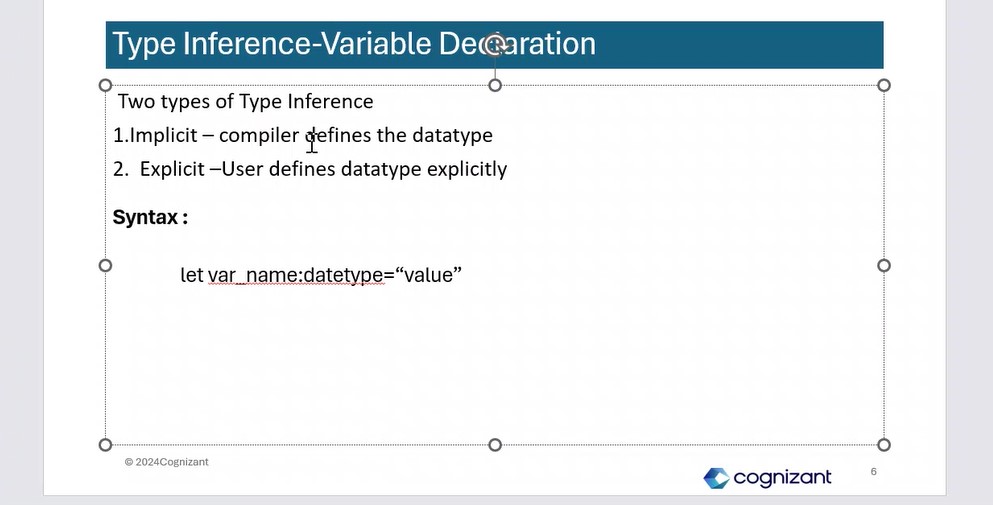 Type Inference-Variable Declaration
Two types of Type Inference
1.Implicit – compiler defines the datatype
2. Explicit –User defines datatype explicitly
Syntax :
let var_name:datetype=“value”
© 2024Cognizant
cognizant
6